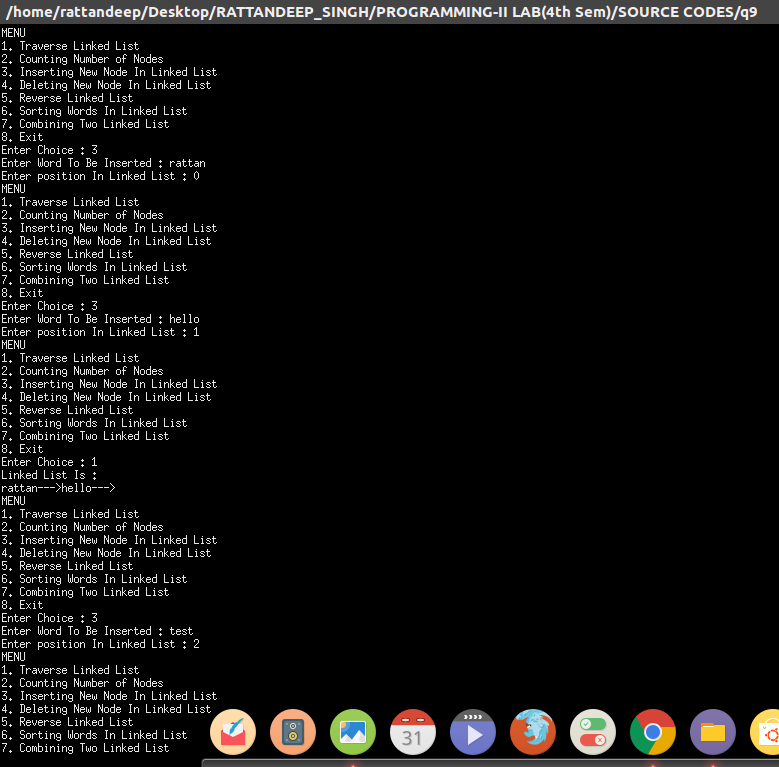 /home/rattandeep/Desktop/RATTANDEEP_SINGH/PROGRAMMING-II LAB(4th Sem)/SOURCE CODES/q9
MENU
1. Traverse Linked List
2. Counting Number of Nodes
3. Inserting New Node In Linked List
4. Deleting New Node In Linked List
5. Reverse Linked List
6. Sorting Words In Linked List
7. Combining Two Linked List
8. Exit
Enter Choice : 3
Enter Word To Be Inserted : rattan
Enter position In Linked List : 0
MENU
1. Traverse Linked List
2. Counting Number of Nodes
3. Inserting New Node In Linked List
4. Deleting New Node In Linked List
5. Reverse Linked List
6. Sorting Words In Linked List
7. Combining Two Linked List
8. Exit
Enter Choice : 3
Enter Word To Be Inserted : hello
Enter position In Linked List : 1
MENU
1. Traverse Linked List
2. Counting Number of Nodes
3. Inserting New Node In Linked List
4. Deleting New Node In Linked List
5. Reverse Linked List
6. Sorting Words In Linked List
7. Combining Two Linked List
8. Exit
Enter Choice : 1
Linked List Is :
rattan--->hello--->
MENU
1. Traverse Linked List
2. Counting Number of Nodes
3. Inserting New Node In Linked List
4. Deleting New Node In Linked List
5. Reverse Linked List
6. Sorting Words In Linked List
7. Combining Two Linked List
8. Exit
Enter Choice : 3
Enter Word To Be Inserted : test
Enter position In Linked List : 2
MENU
1. Traverse Linked List
2. Counting Number of Nodes
3. Inserting New Node In Linked List
4. Deleting New Node In Linked List
5. Reverse Linked List
6. Sorting Words In Linked List
7. Combining Two Linked List
31